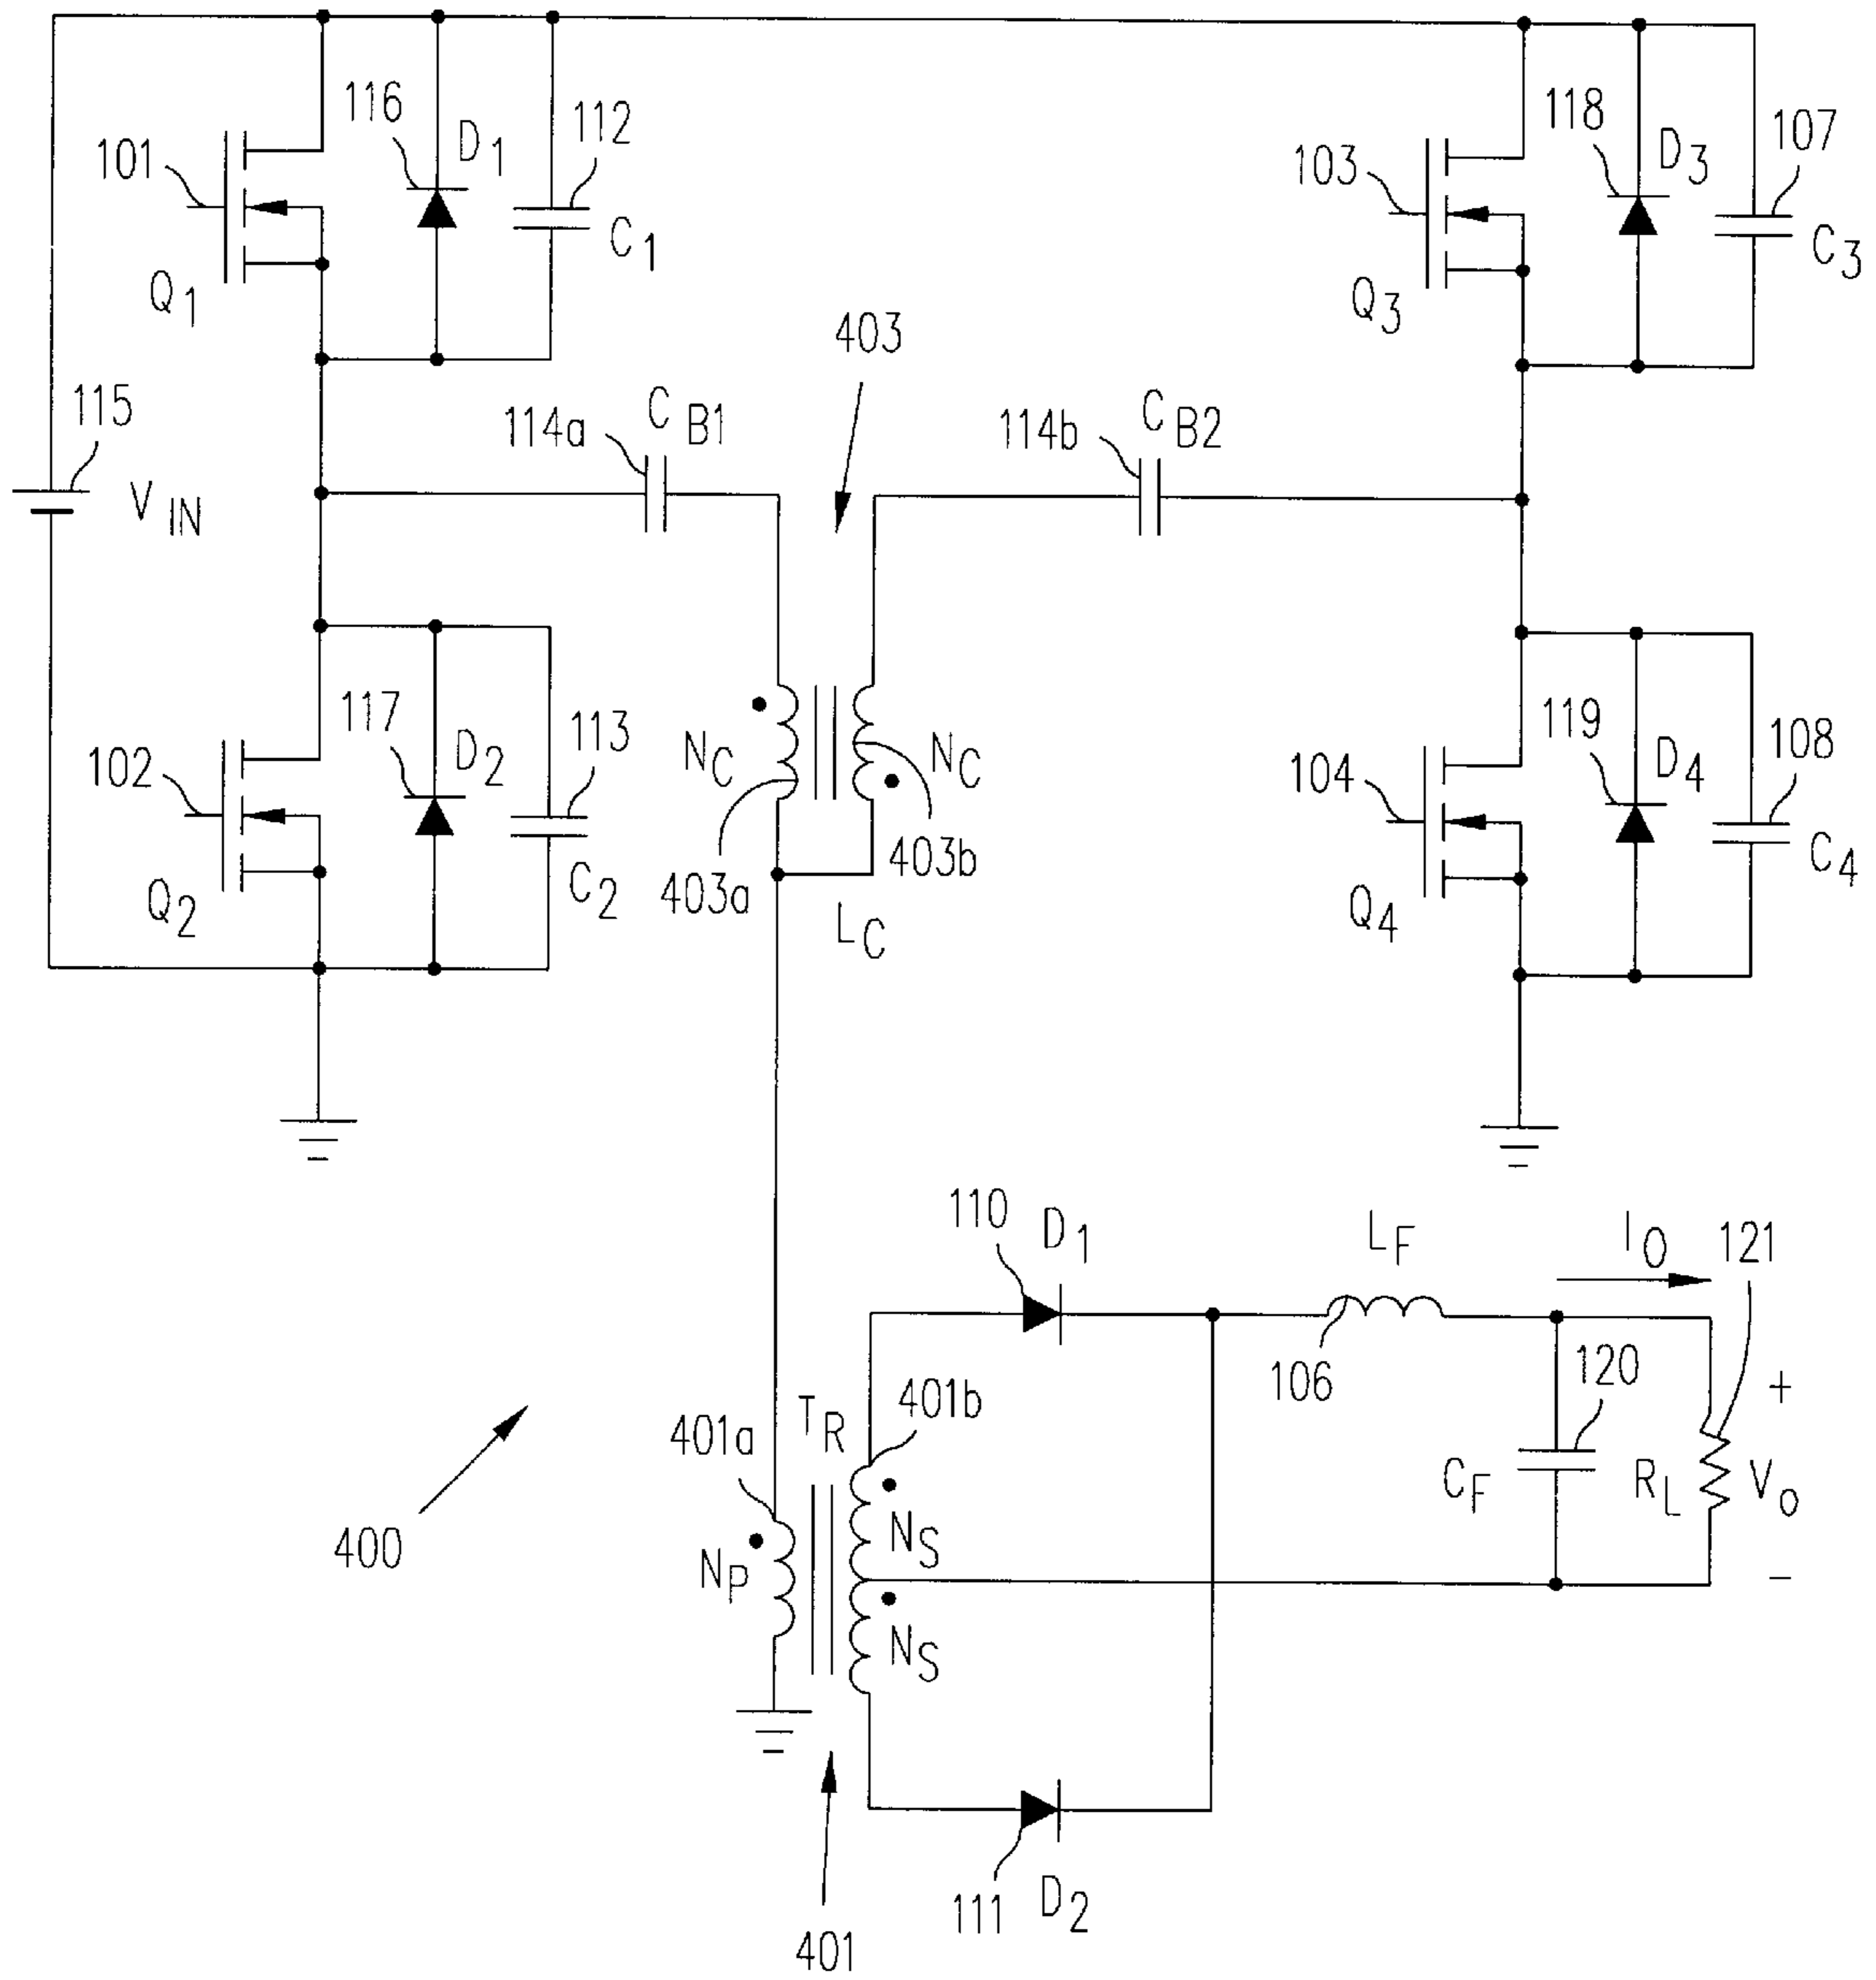 116
D1
112
118
D3
107
101
103
C1
C3
Q1
Q3
403
115
VIN
114a
CB1
114b
CB2
117
D2
113
119
D4
108
102
NC
NC
104
C2
C4
403a
403b
Q2
Q4
LC
110
D1
LF
IO
121
106
120
+
401a
TR
401b
CF
RL
Vo
400
NP
NS
−
NS
111
D2
401